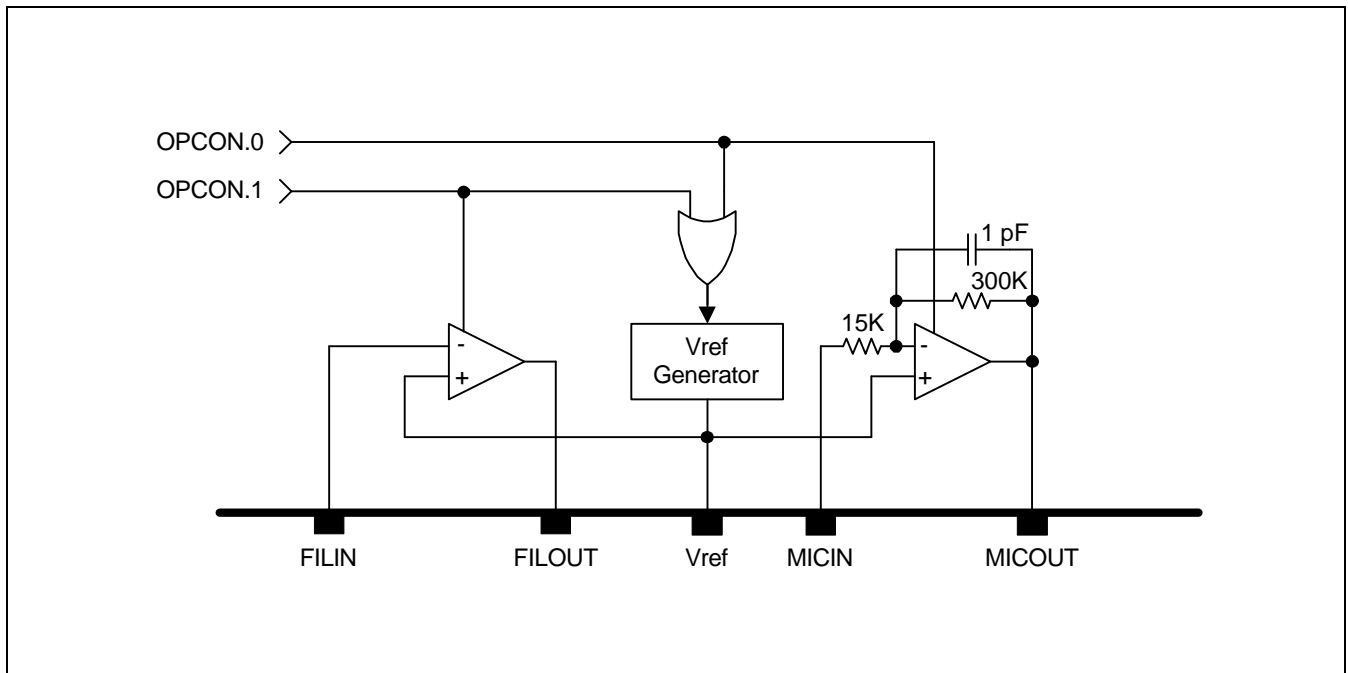 OPCON.0
OPCON.1
1 pF
300K
15K
Vref
Generator
-
+
-
+
FILIN
FILOUT
Vref
MICIN
MICOUT